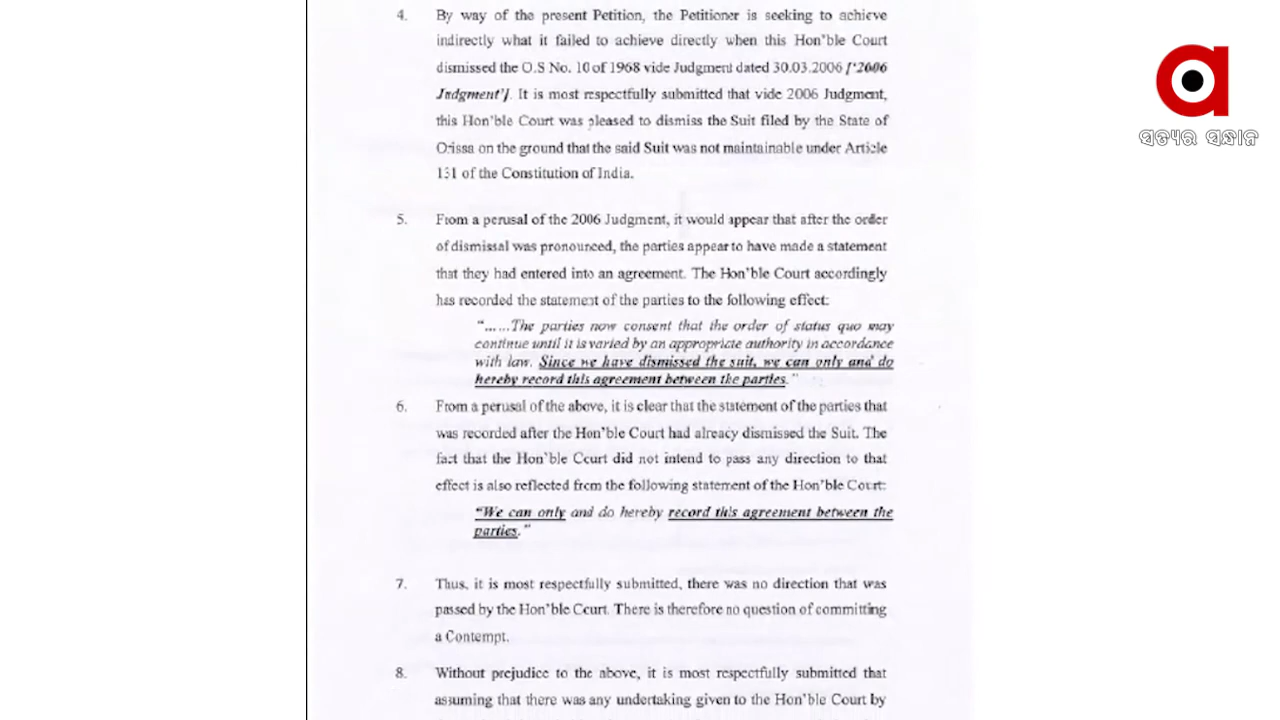 4. By way of the present Petition, the Petitioner is seeking to achieve
indirectly what it failed to achieve directly when this Hon'ble Court
dismissed the O.S No. 10 of 1968 vide Judgment dated 30.03.2006 ['2006
Judgment']. It is most respectfully submitted that vide 2006 Judgment,
this Hon'ble Court was pleased to dismiss the Suit filed by the State of
Orissa on the ground that the said Suit was not maintainable under Article
131 of the Constitution of India.
5. From a perusal of the 2006 Judgment, it would appear that after the order
of dismissal was pronounced, the parties appear to have made a statement
that they had entered into an agreement. The Hon'ble Court accordingly
has recorded the statement of the parties to the following effect:
"......The parties now consent that the order of status quo may
continue until it is varied by an appropriate authority in accordance
with law. Since we have dismissed the suit, we can only and do
hereby record this agreement between the parties."
6. From a perusal of the above, it is clear that the statement of the parties that
was recorded after the Hon'ble Court had already dismissed the Suit. The
fact that the Hon'ble Court did not intend to pass any direction to that
effect is also reflected from the following statement of the Hon'ble Court:
"We can only and do hereby record this agreement between the
parties."
7. Thus, it is most respectfully submitted, there was no direction that was
passed by the Hon'ble Court. There is therefore no question of committing
a Contempt.
8. Without prejudice to the above, it is most respectfully submitted that
assuming that there was any undertaking given to the Hon'ble Court by
a
ସତ୍ୟର ସନ୍ଧାନ